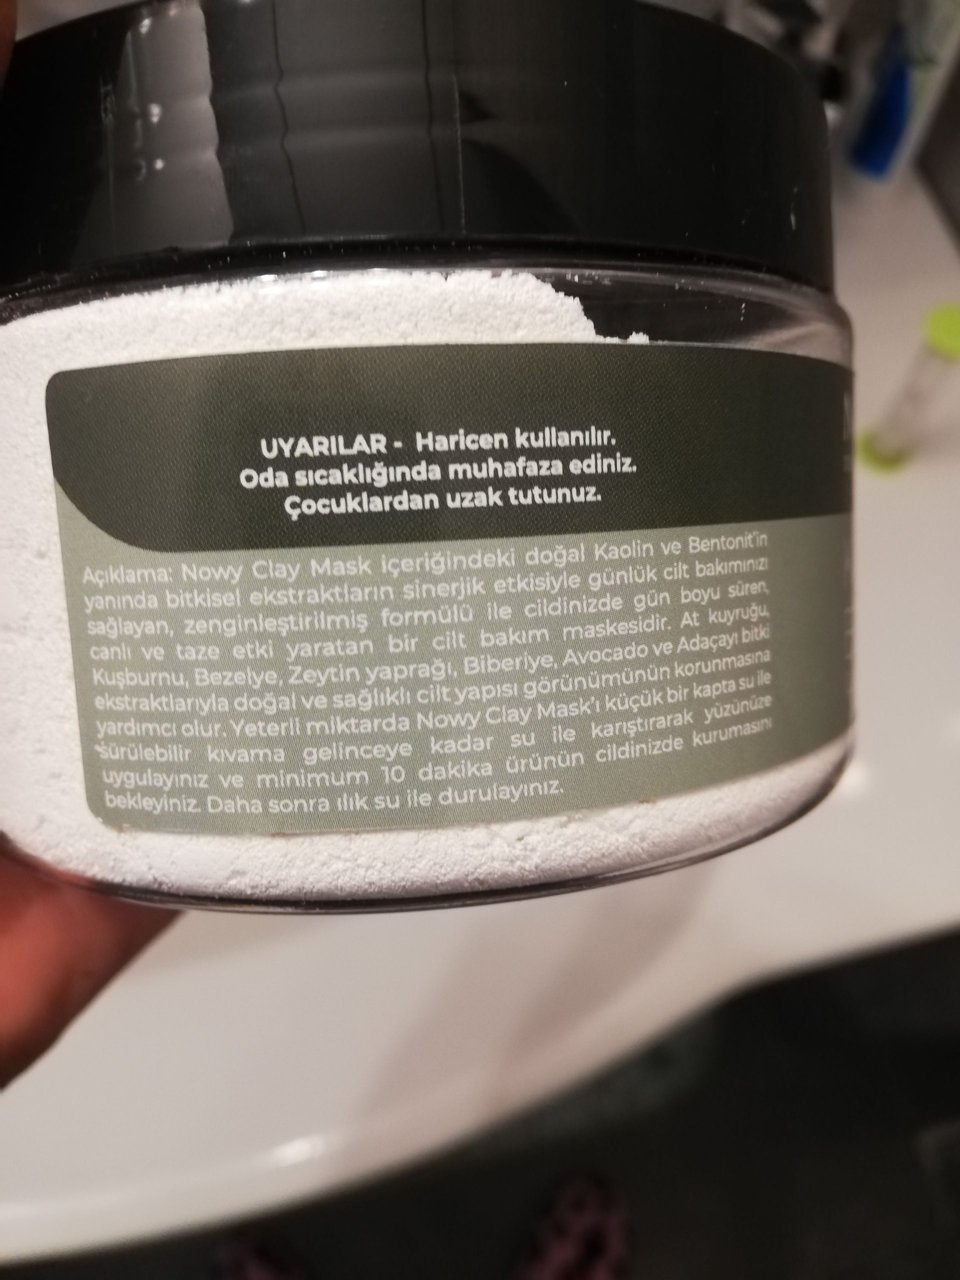 UYARILAR - Haricen kullanılır.
Oda sıcaklığında muhafaza ediniz.
Çocuklardan uzak tutunuz.
Açıklama: Nowy Clay Mask içeriğindeki doğal Kaolin ve Bentonit'in
yanında bitkisel ekstraktların sinerjik etkisiyle günlük cilt bakımınızı
sağlayan, zenginleştirilmiş formülü ile cildinizde gün boyu süren,
canlı ve taze etki yaratan bir cilt bakım maskesidir. At kuyruğu,
Kuşburnu, Bezelye, Zeytin yaprağı, Biberiye, Avocado ve Adaçayı bitki
ekstraktlarıyla doğal ve sağlıklı cilt yapısı görünümünün korunmasına
yardımcı olur. Yeterli miktarda Nowy Clay Mask'ı küçük bir kapta su ile
sürülebilir kıvama gelinceye kadar su ile karıştırarak yüzünüze
uygulayınız ve minimum 10 dakika ürünün cildinizde kurumasını
bekleyiniz. Daha sonra ılık su ile durulayınız.